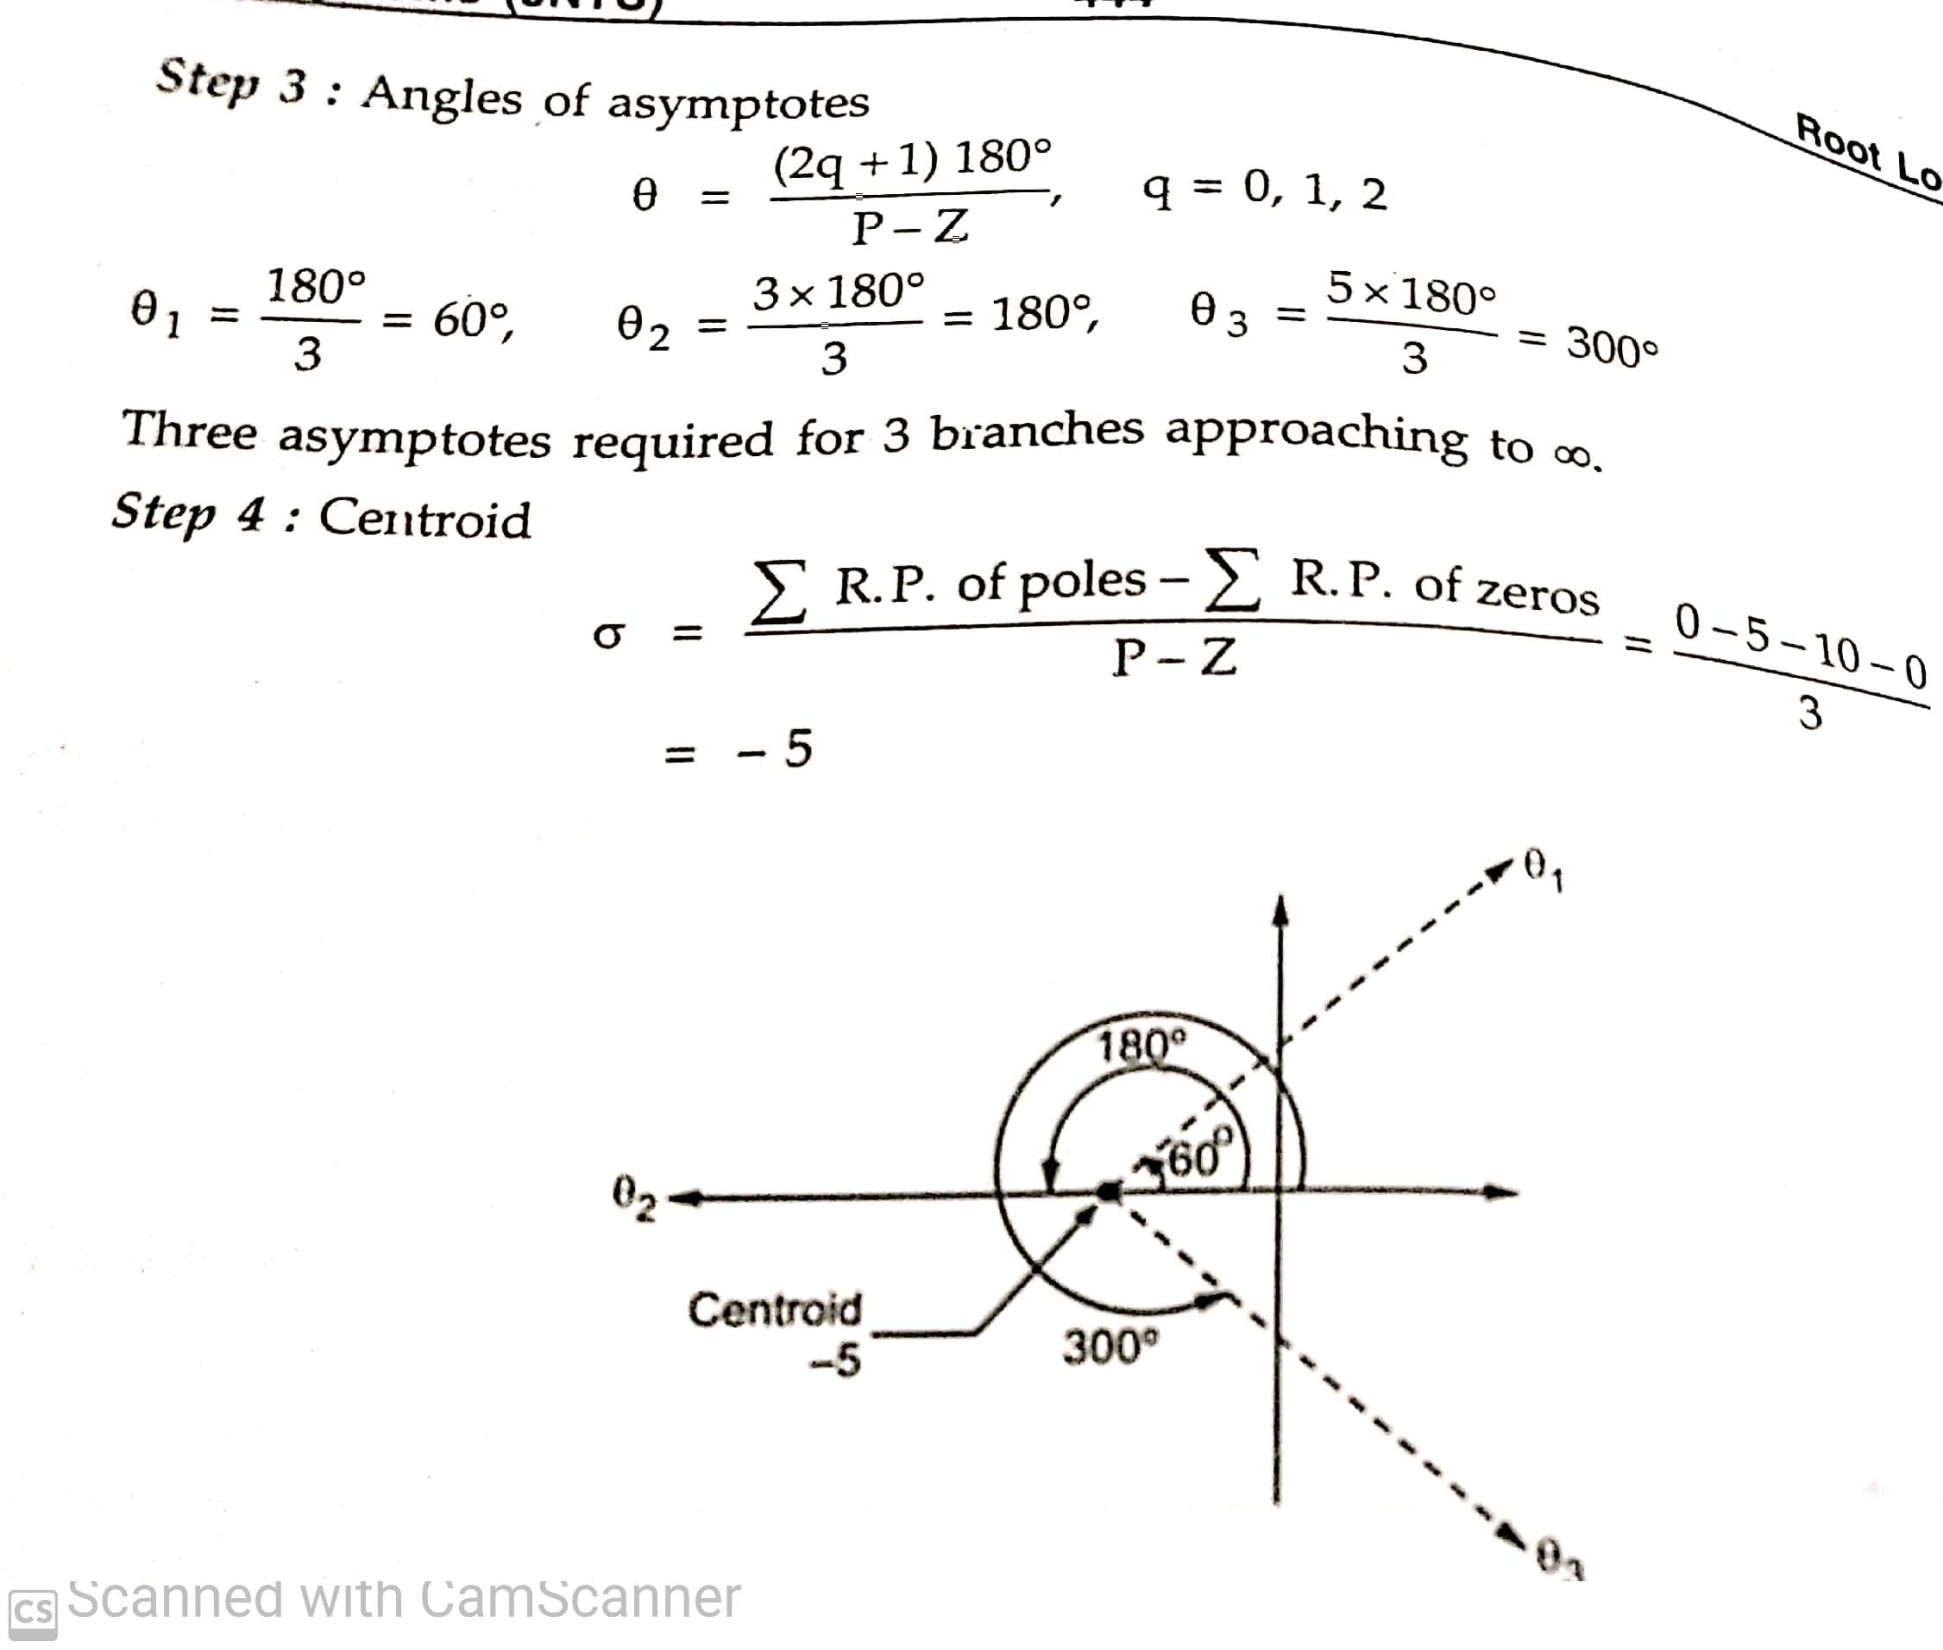 Step 3 : Angles of asymptotes
θ = (2q + 1) 180° / P – Z, q = 0, 1, 2
Root Lo
θ1 = 180° / 3 = 60°, θ2 = 3 × 180° / 3 = 180°, θ3 = 5 × 180° / 3 = 300°
Three asymptotes required for 3 branches approaching to ∞.
Step 4 : Centroid
σ = ∑ R.P. of poles – ∑ R.P. of zeros / P – Z = 0 – 5 – 10 – 0 / 3
= – 5
θ1
180°
60°
θ2
Centroid
–5
300°
θ3
CS Scanned with CamScanner